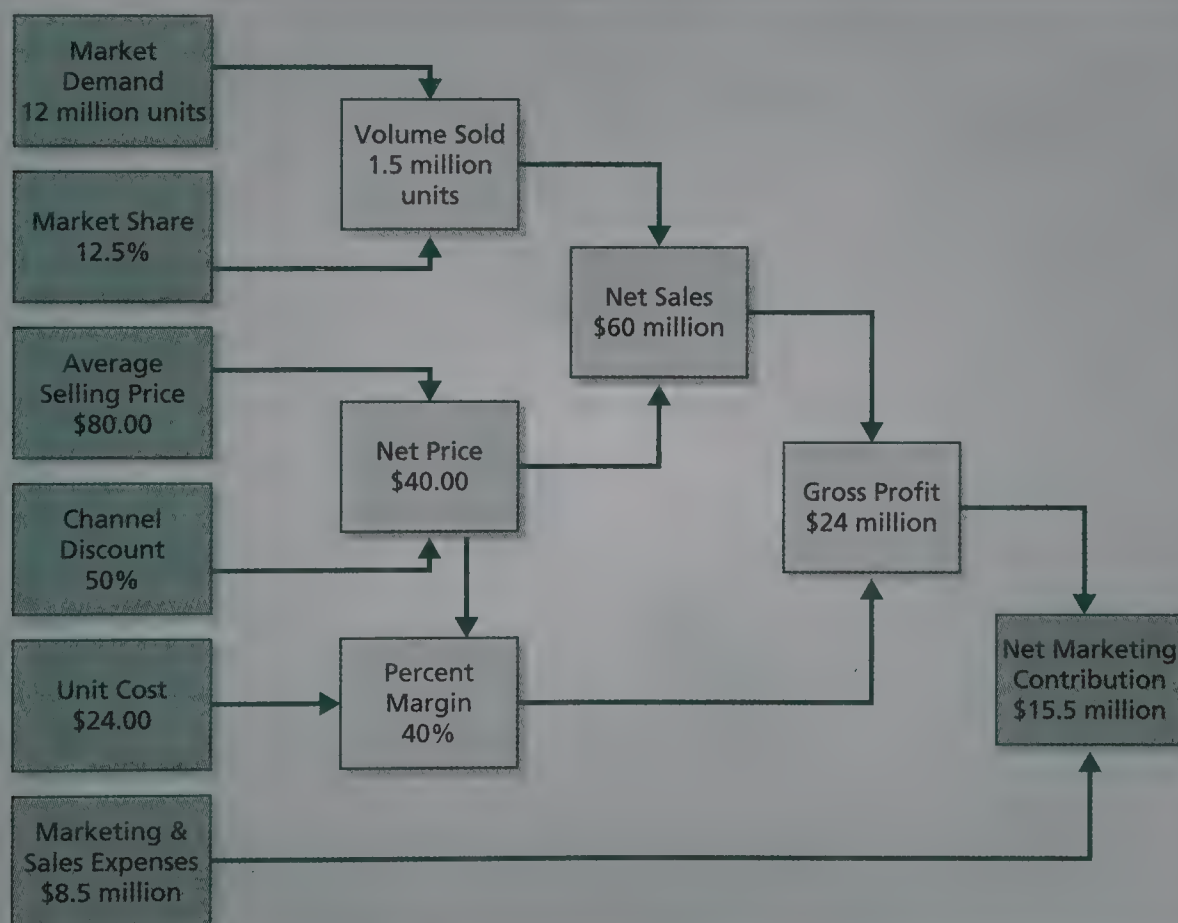 Market
Demand
12 million units
Market Share
12.5%
Average
Selling Price
$80.00
Channel
Discount
50%
Unit Cost
$24.00
Marketing &
Sales Expenses
$8.5 million
Volume Sold
1.5 million
units
Net Price
$40.00
Percent
Margin
40%
Net Sales
$60 million
Gross Profit
$24 million
Net Marketing
Contribution
$15.5 million